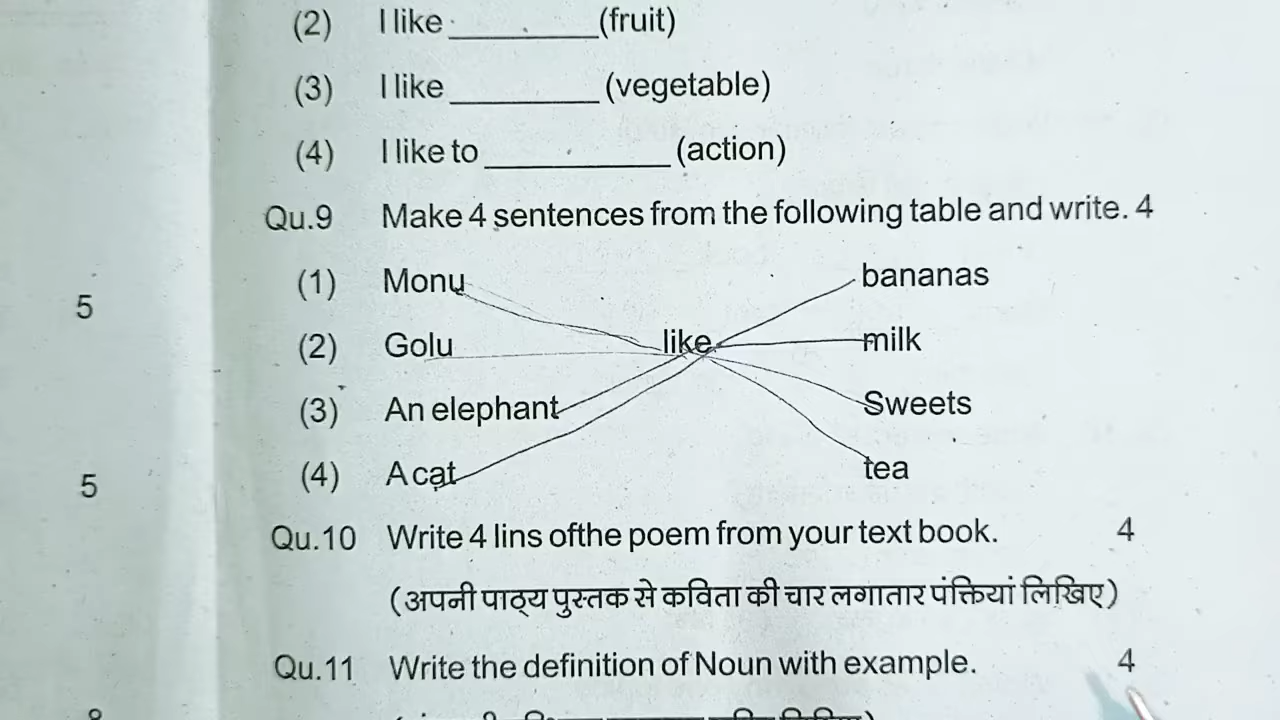 (2) I like _________(fruit)
(3) I like _________ (vegetable)
(4) I like to ___________ (action)
Qu.9 Make 4 sentences from the following table and write. 4
(1) Monu bananas
5
(2) Golu like milk
(3) An elephant Sweets
(4) A cat tea
5
Qu.10 Write 4 lins ofthe poem from your text book. 4
(अपनी पाठ्य पुस्तक से कविता की चार लगातार पंक्तियां लिखिए)
Qu.11 Write the definition of Noun with example. 4